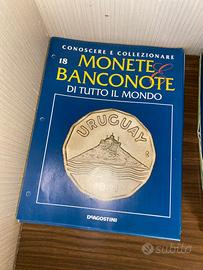 CONOSCERE E COLLEZIONARE
18
MONETE &
BANCONOTE
DI TUTTO IL MONDO
URUGUAY
DEAGOSTINI
subito